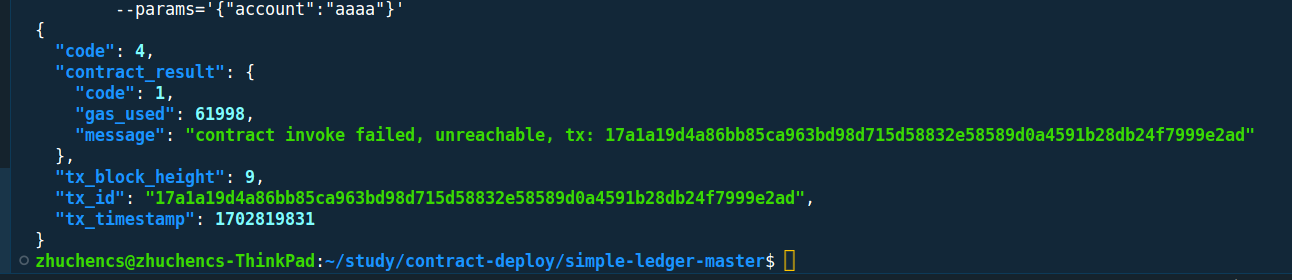 --params='{"account":"aaaa"}'
{
"code": 4,
"contract_result": {
"code": 1,
"gas_used": 61998,
"message": "contract invoke failed, unreachable, tx: 17a1a19d4a86bb85ca963bd98d715d58832e58589d0a4591b28db24f7999e2ad"
},
"tx_block_height": 9,
"tx_id": "17a1a19d4a86bb85ca963bd98d715d58832e58589d0a4591b28db24f7999e2ad",
"tx_timestamp": 1702819831
}
zhuchencs@zhuchencs-ThinkPad:~/study/contract-deploy/simple-ledger-master$